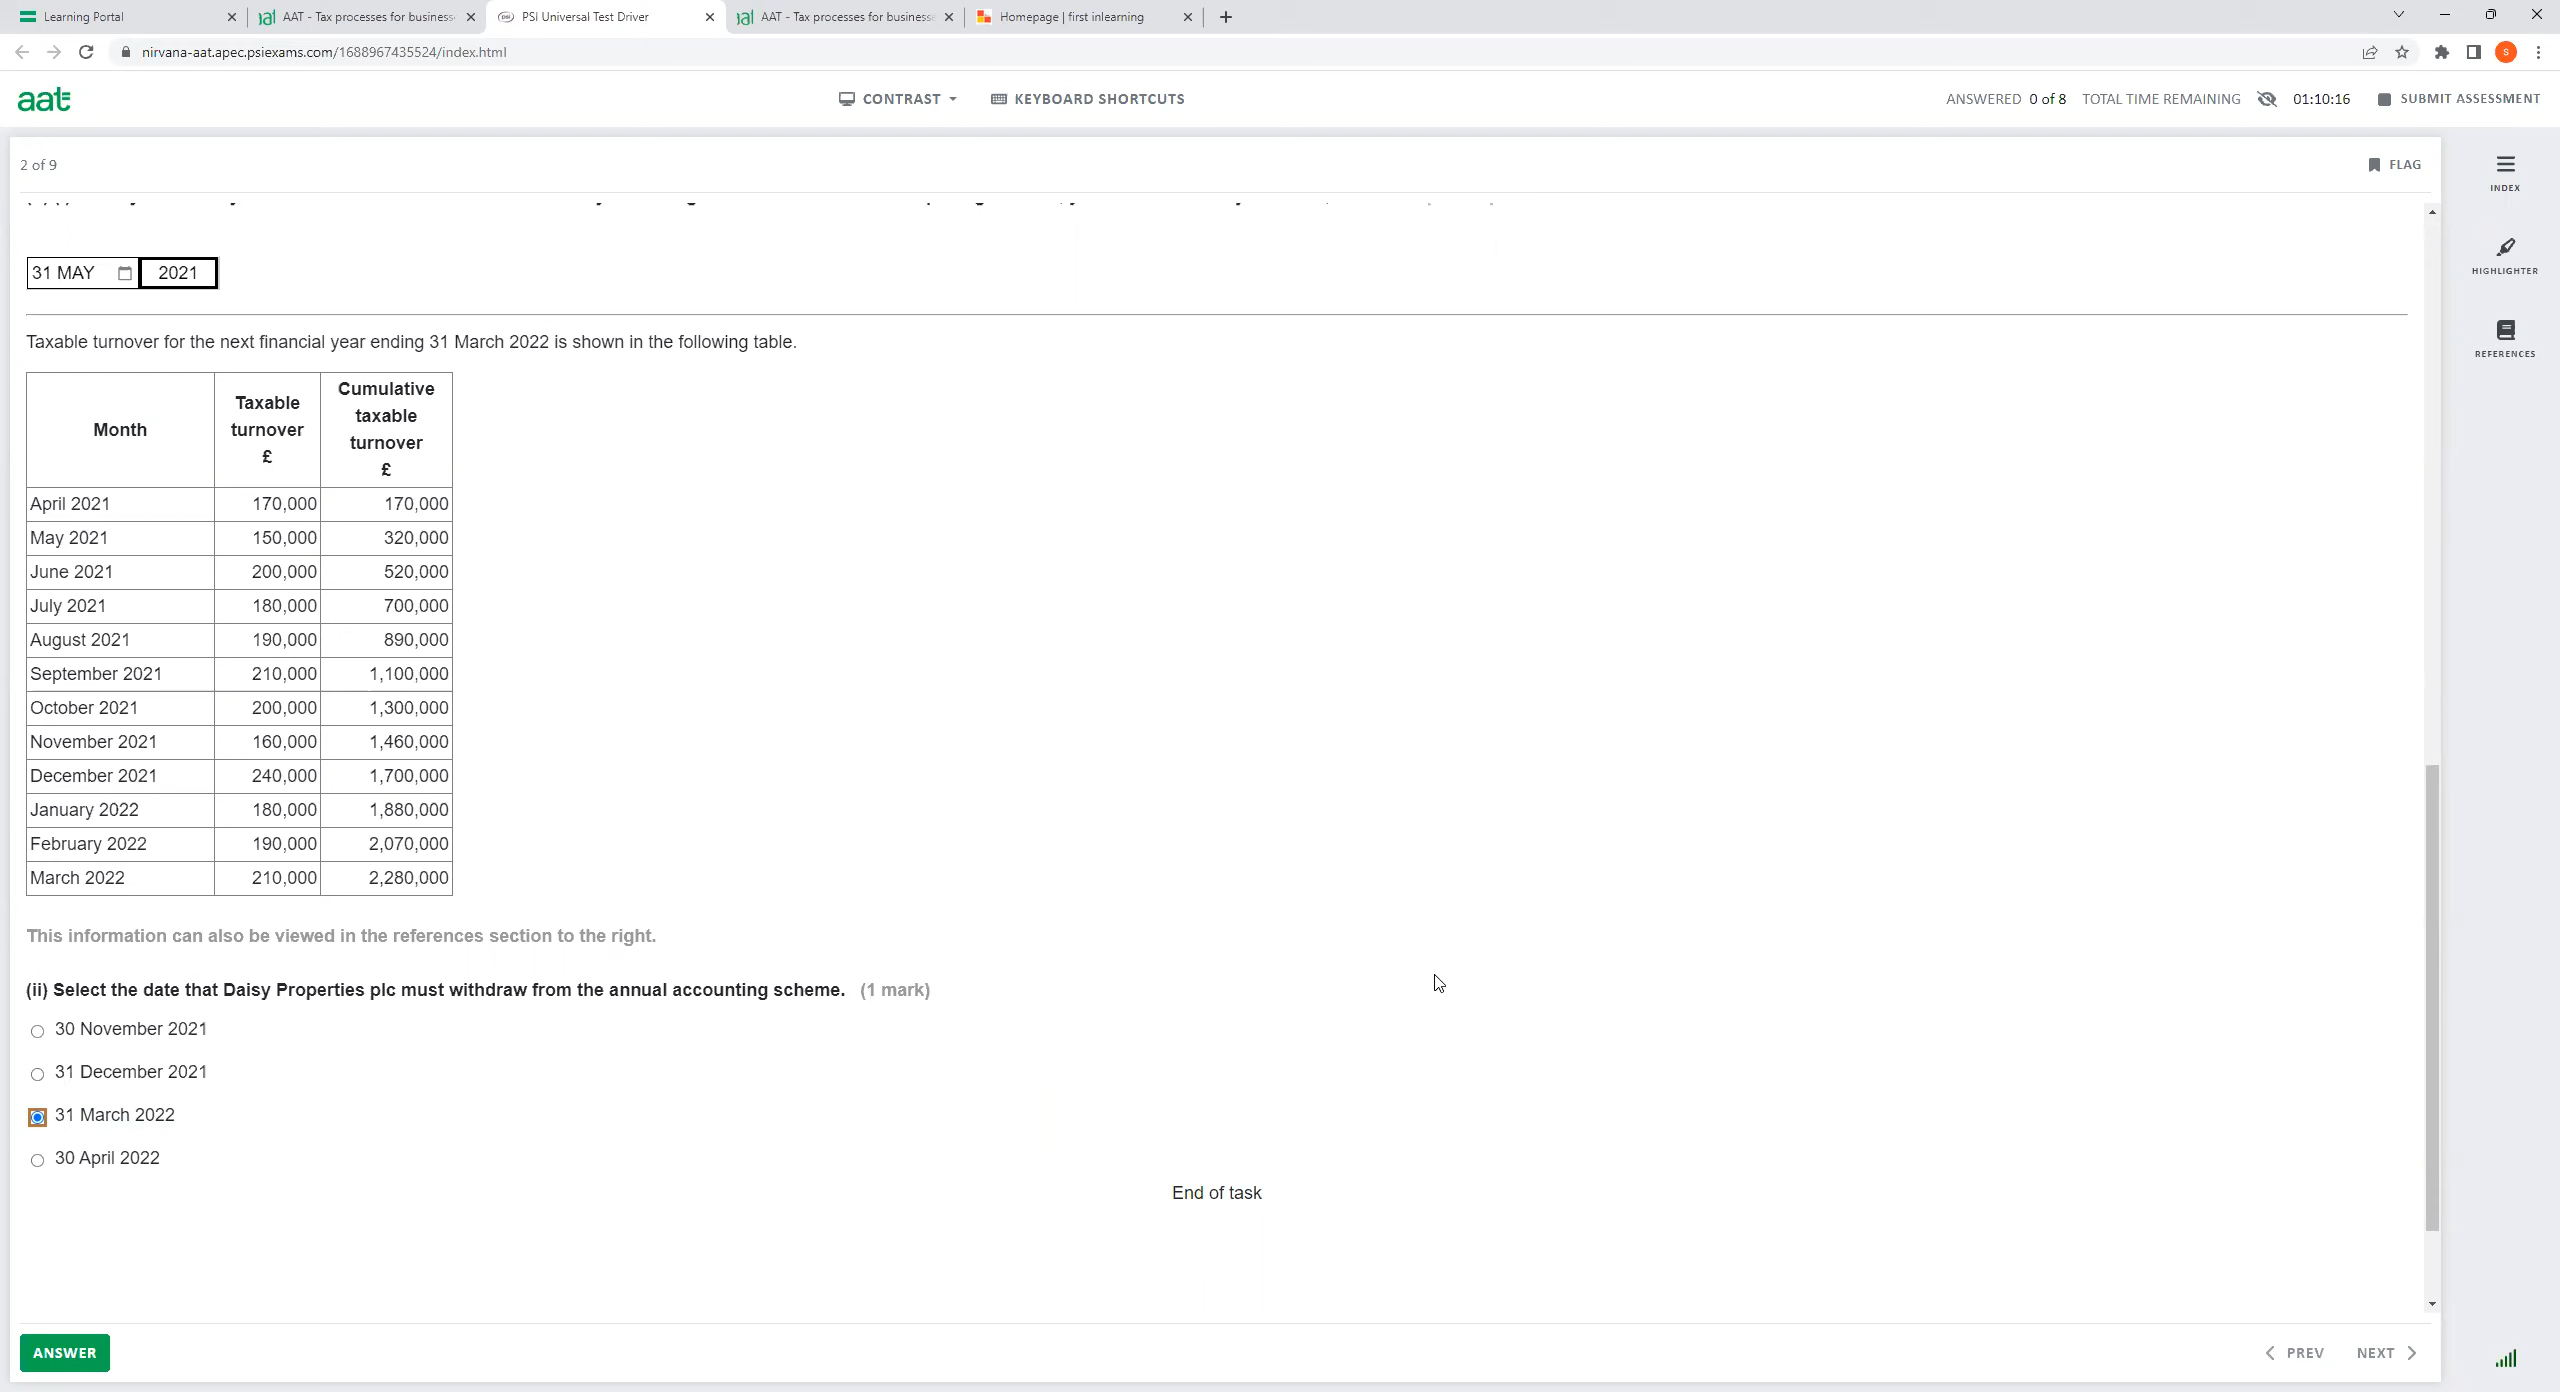 Learning Portal
AAT - Tax processes for business
PSI Universal Test Driver
AAT - Tax processes for business
Homepage | first inlearning
nirvana-aat.apec.psiexams.com/1688967435524/index.html
S
aat
CONTRAST
KEYBOARD SHORTCUTS
ANSWERED 0 of 8 TOTAL TIME REMAINING 01:10:16 SUBMIT ASSESSMENT
2 of 9
FLAG
INDEX
HIGHLIGHTER
REFERENCES
31 MAY 2021
Taxable turnover for the next financial year ending 31 March 2022 is shown in the following table.
Month
Taxable turnover £
Cumulative taxable turnover £
April 2021 170,000 170,000
May 2021 150,000 320,000
June 2021 200,000 520,000
July 2021 180,000 700,000
August 2021 190,000 890,000
September 2021 210,000 1,100,000
October 2021 200,000 1,300,000
November 2021 160,000 1,460,000
December 2021 240,000 1,700,000
January 2022 180,000 1,880,000
February 2022 190,000 2,070,000
March 2022 210,000 2,280,000
This information can also be viewed in the references section to the right.
(ii) Select the date that Daisy Properties plc must withdraw from the annual accounting scheme. (1 mark)
30 November 2021
31 December 2021
31 March 2022
30 April 2022
End of task
ANSWER
PREV
NEXT